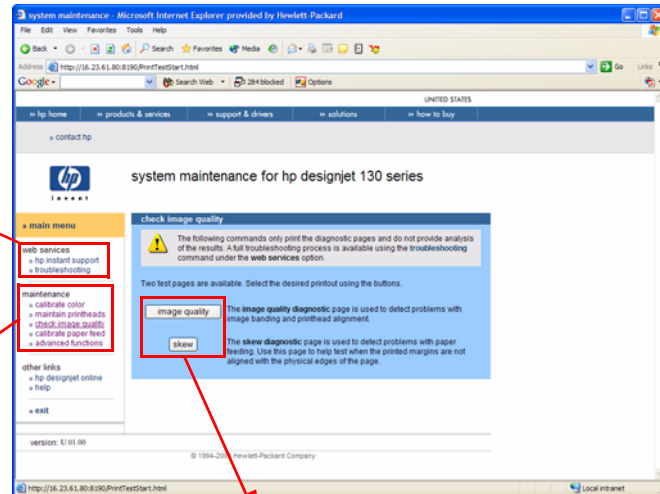 system maintenance - Microsoft Internet Explorer provided by Hewlett-Packard
File Edit View Favorites Tools Help
Back Search Favorites Media
Address http://16.23.61.80:8190/PrintTestStart.html Go Links
Google Search Web 284 blocked Options
UNITED STATES
» hp home » products & services » support & drivers » solutions » how to buy
» contact hp
hp
invent
system maintenance for hp designjet 130 series
» main menu
check image quality
The following commands only print the diagnostic pages and do not provide analysis
of the results. A full troubleshooting process is available using the troubleshooting
command under the web services option.
web services
» hp instant support
» troubleshooting
Two test pages are available. Select the desired printout using the buttons.
maintenance
» calibrate color
» maintain printheads
» check image quality
» calibrate paper feed
» advanced functions
image quality
The image quality diagnostic page is used to detect problems with
image banding and printhead alignment.
skew
The skew diagnostic page is used to detect problems with paper
feeding. Use this page to help test when the printed margins are not
aligned with the physical edges of the page.
other links
» hp designjet online
» help
» exit
version: U.01.00
Hewlett-Packard Company
http://16.23.61.80:8190/PrintTestStart.html Local intranet